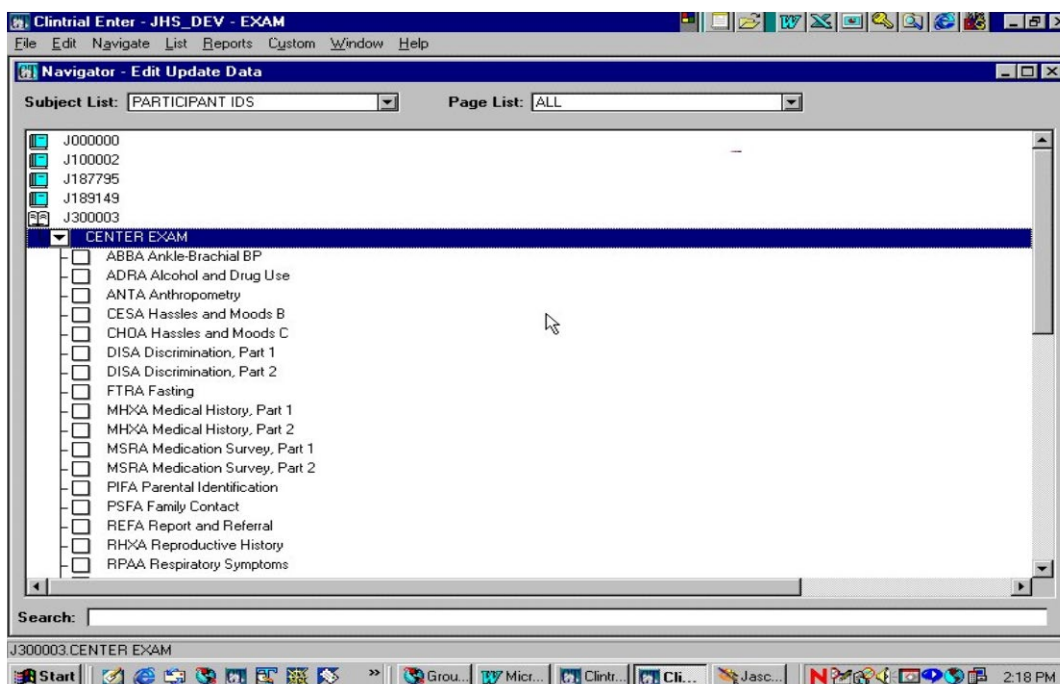 Clintrial Enter - JHS_DEV - EXAM
File Edit Navigate List Reports Custom Window Help
Navigator - Edit Update Data
Subject List: PARTICIPANT IDS Page List: ALL
J000000
J100002
J187795
J189149
J300003
CENTER EXAM
ABBA Ankle-Brachial BP
ADRA Alcohol and Drug Use
ANTA Anthropometry
CESA Hassles and Moods B
CHOA Hassles and Moods C
DISA Discrimination, Part 1
DISA Discrimination, Part 2
FTRA Fasting
MHXA Medical History, Part 1
MHXA Medical History, Part 2
MSRA Medication Survey, Part 1
MSRA Medication Survey, Part 2
PIFA Parental Identification
PSFA Family Contact
REFA Report and Referral
RHXA Reproductive History
RPAA Respiratory Symptoms
Search:
J300003.CENTER EXAM
Start » Grou... Micr... Clintr... Cli... Jasc... 2:18 PM